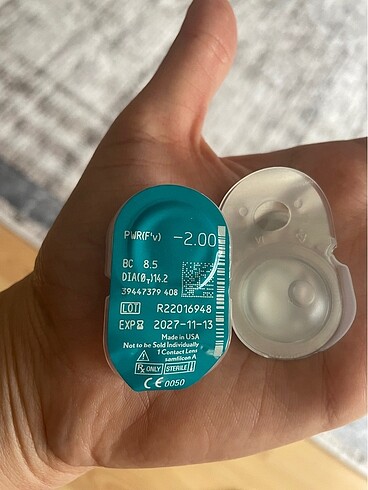 PWR(F'v) -2.00
BC 8.5
DIA(ØT)14.2
39447379 408
LOT R22016948
EXP 2027-11-13
Made in USA
Not to be Sold Individually
1 Contact Lens
samfilcon A
Rx ONLY STERILE
CE 0050